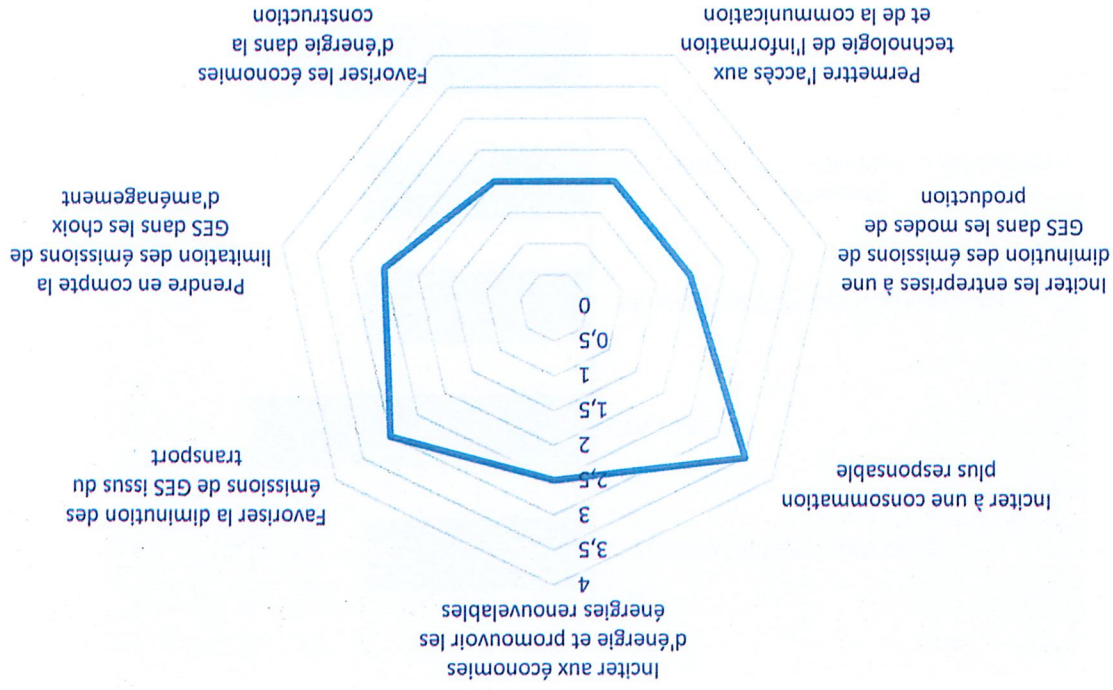 Inciter aux économies
d'énergie et promouvoir les
énergies renouvelables
4
3,5
3
2,5
2
1,5
1
0,5
0
Favoriser la diminution des
émissions de GES issus du
transport
Prendre en compte la
limitation des émissions de
GES dans les choix
d'aménagement
Favoriser les économies
d'énergie dans la
construction
Permettre l'accès aux
technologie de l'information
et de la communication
Inciter les entreprises à une
diminution des émissions de
GES dans les modes de
production
Inciter à une consommation
plus responsable